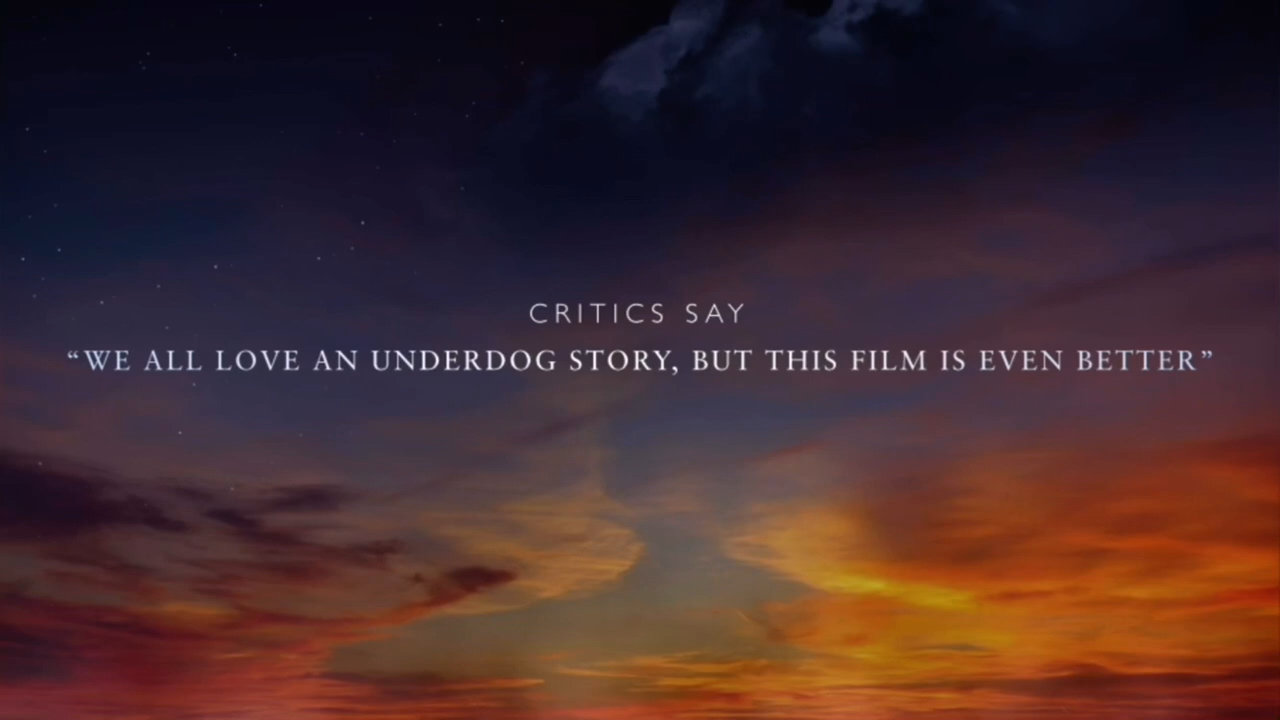 CRITICS SAY
“WE ALL LOVE AN UNDERDOG STORY, BUT THIS FILM IS EVEN BETTER”